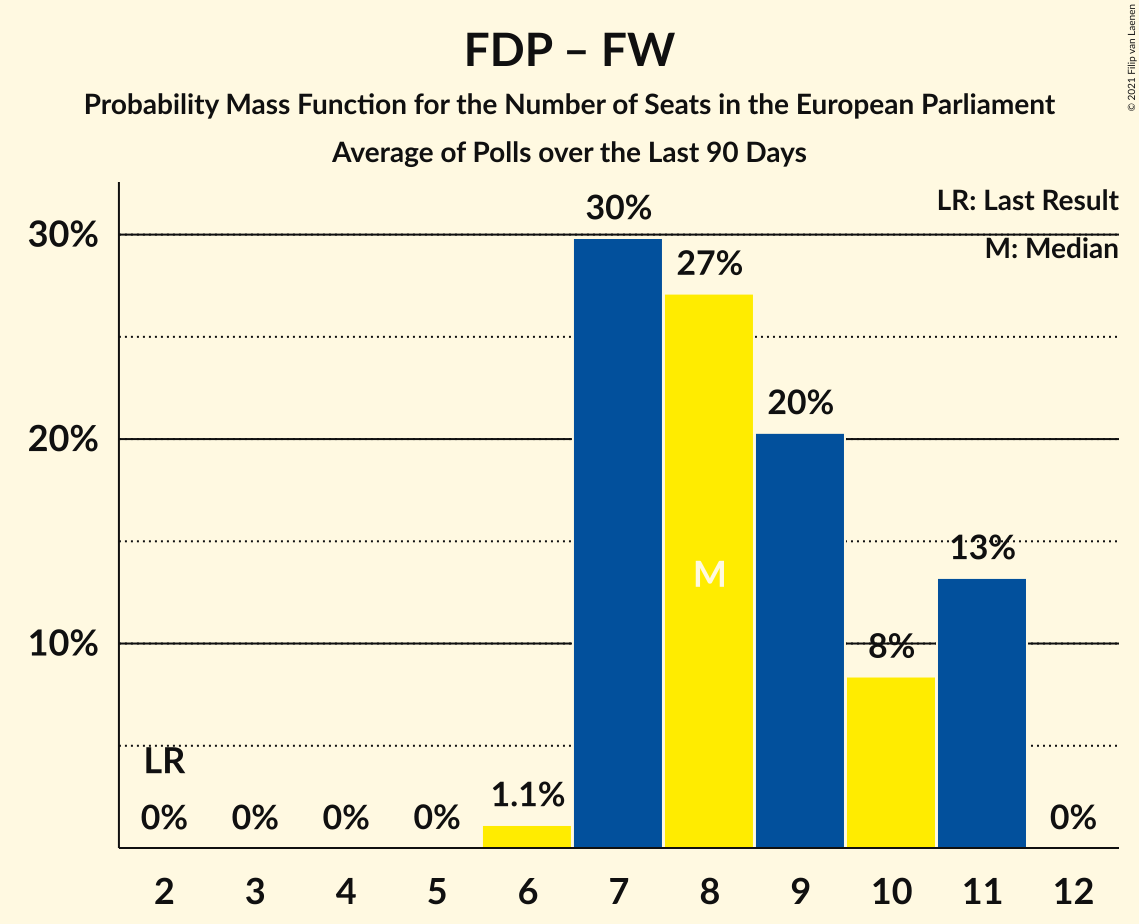 FDP – FW
Probability Mass Function for the Number of Seats in the European Parliament
Average of Polls over the Last 90 Days
© 2021 Filip van Laenen
LR: Last Result
M: Median
30%
20%
10%
30%
27%
20%
13%
8%
M
LR
0%
0%
0%
0%
1.1%
0%
2 3 4 5 6 7 8 9 10 11 12